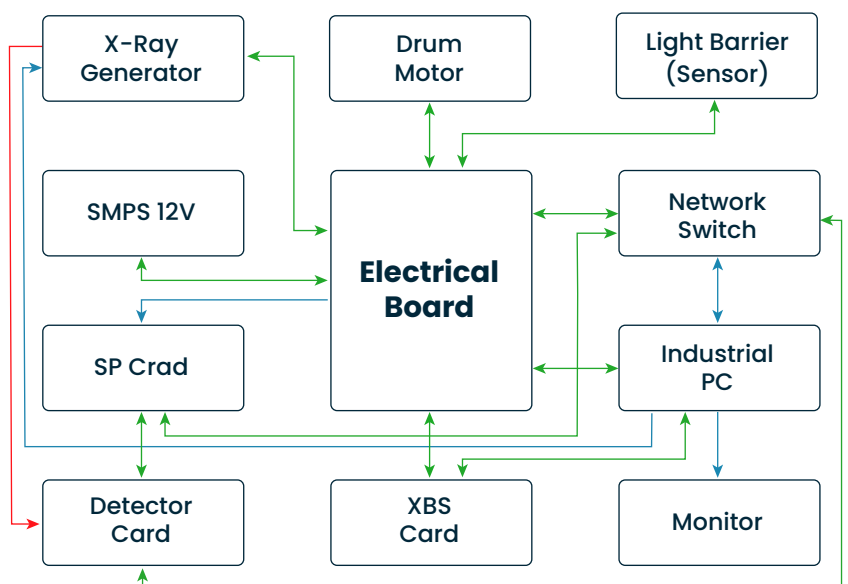 X-Ray
Generator
Drum
Motor
Light Barrier
(Sensor)
SMPS 12V
Electrical
Board
Network
Switch
SP Crad
Industrial
PC
Detector
Card
XBS
Card
Monitor